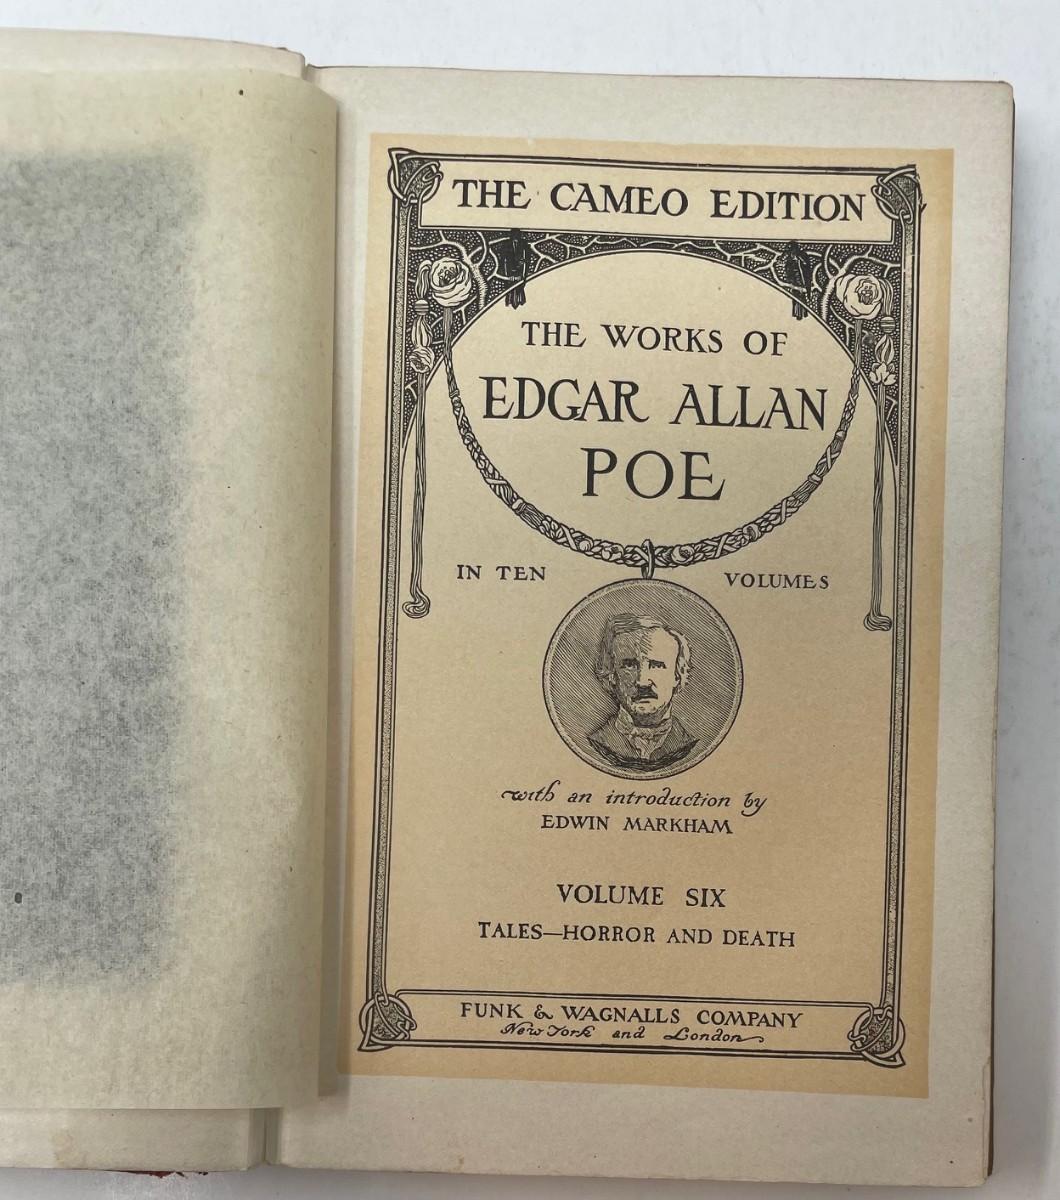 THE CAMEO EDITION
THE WORKS OF
EDGAR ALLAN
POE
IN TEN VOLUMES
with an introduction by
EDWIN MARKHAM
VOLUME SIX
TALES—HORROR AND DEATH
FUNK & WAGNALLS COMPANY
New York and London